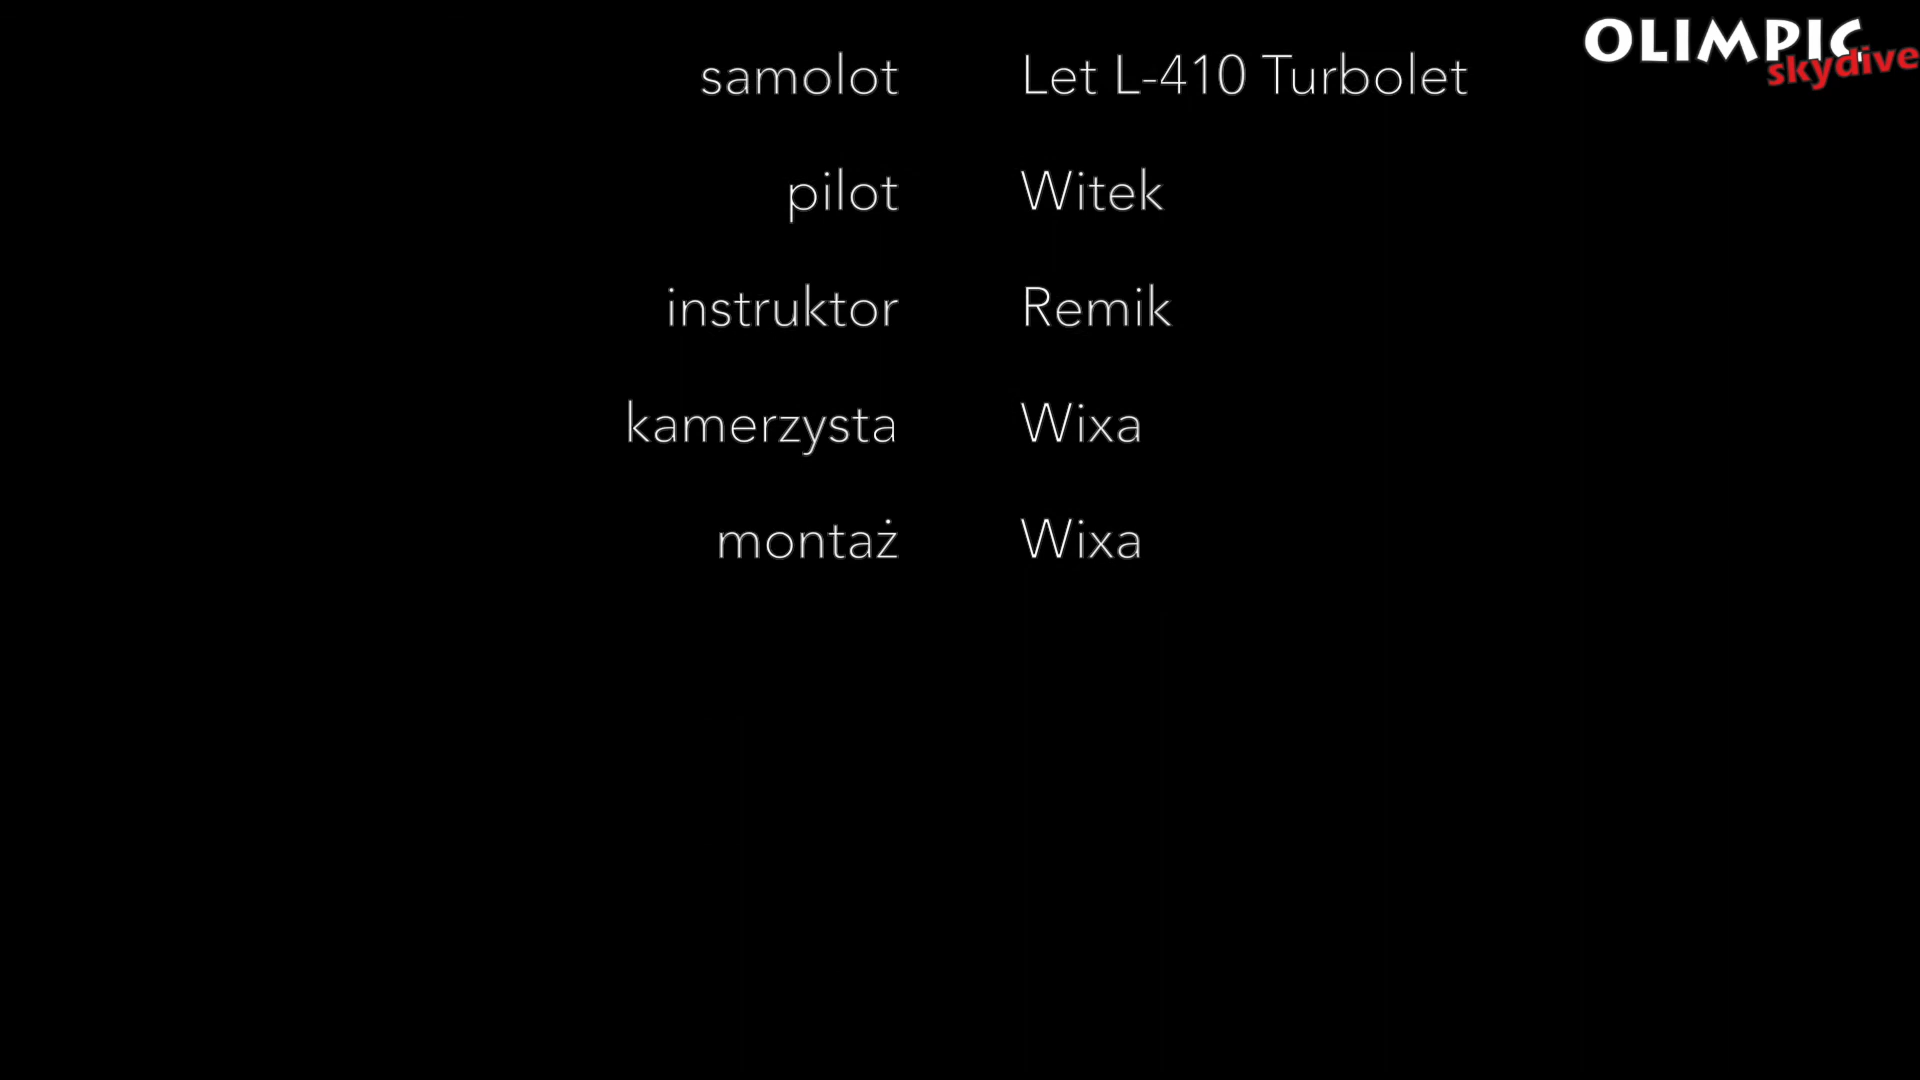 OLIMPIC
skydive
samolot Let L-410 Turbolet
pilot Witek
instruktor Remik
kamerzysta Wixa
montaż Wixa